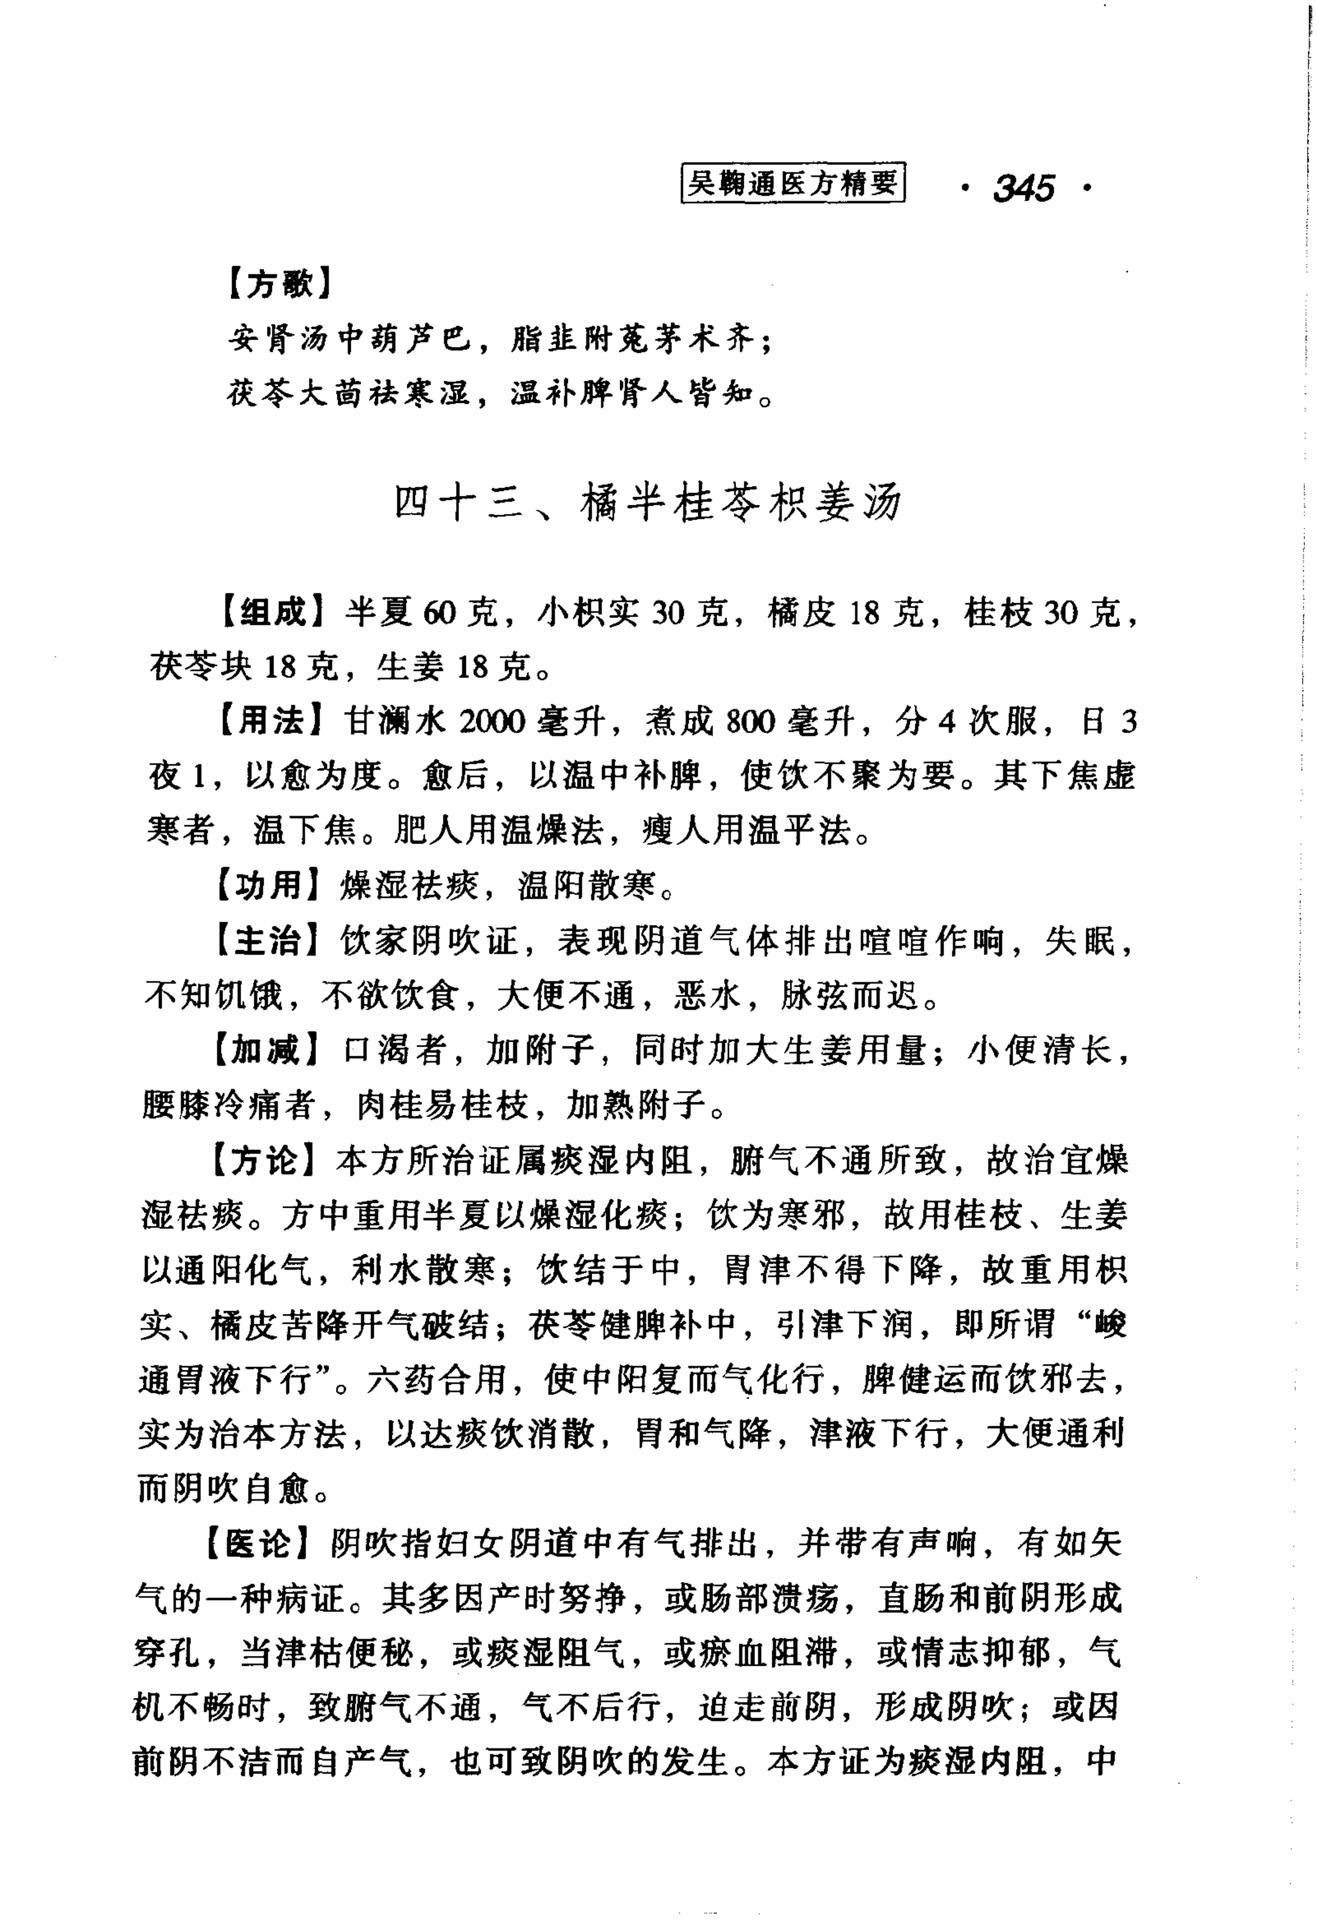 吴鞠通医方精要 · 345 ·
【方歌】
安肾汤中葫芦巴，脂韭附菟茅术齐；
茯苓大茴祛寒湿，温补脾肾人皆知。
四十三、橘半桂苓枳姜汤
【组成】半夏 60 克，小枳实 30 克，橘皮 18 克，桂枝 30 克，
茯苓块 18 克，生姜 18 克。
【用法】甘澜水 2000 毫升，煮成 800 毫升，分 4 次服，日 3
夜 1，以愈为度。愈后，以温中补脾，使饮不聚为要。其下焦虚
寒者，温下焦。肥人用温燥法，瘦人用温平法。
【功用】燥湿祛痰，温阳散寒。
【主治】饮家阴吹证，表现阴道气体排出喧喧作响，失眠，
不知饥饿，不欲饮食，大便不通，恶水，脉弦而迟。
【加减】口渴者，加附子，同时加大生姜用量；小便清长，
腰膝冷痛者，肉桂易桂枝，加熟附子。
【方论】本方所治证属痰湿内阻，腑气不通所致，故治宜燥
湿祛痰。方中重用半夏以燥湿化痰；饮为寒邪，故用桂枝、生姜
以通阳化气，利水散寒；饮结于中，胃津不得下降，故重用枳
实、橘皮苦降开气破结；茯苓健脾补中，引津下润，即所谓“峻
通胃液下行”。六药合用，使中阳复而气化行，脾健运而饮邪去，
实为治本方法，以达痰饮消散，胃和气降，津液下行，大便通利
而阴吹自愈。
【医论】阴吹指妇女阴道中有气排出，并带有声响，有如矢
气的一种病证。其多因产时努挣，或肠部溃疡，直肠和前阴形成
穿孔，当津枯便秘，或痰湿阻气，或瘀血阻滞，或情志抑郁，气
机不畅时，致腑气不通，气不后行，迫走前阴，形成阴吹；或因
前阴不洁而自产气，也可致阴吹的发生。本方证为痰湿内阻，中